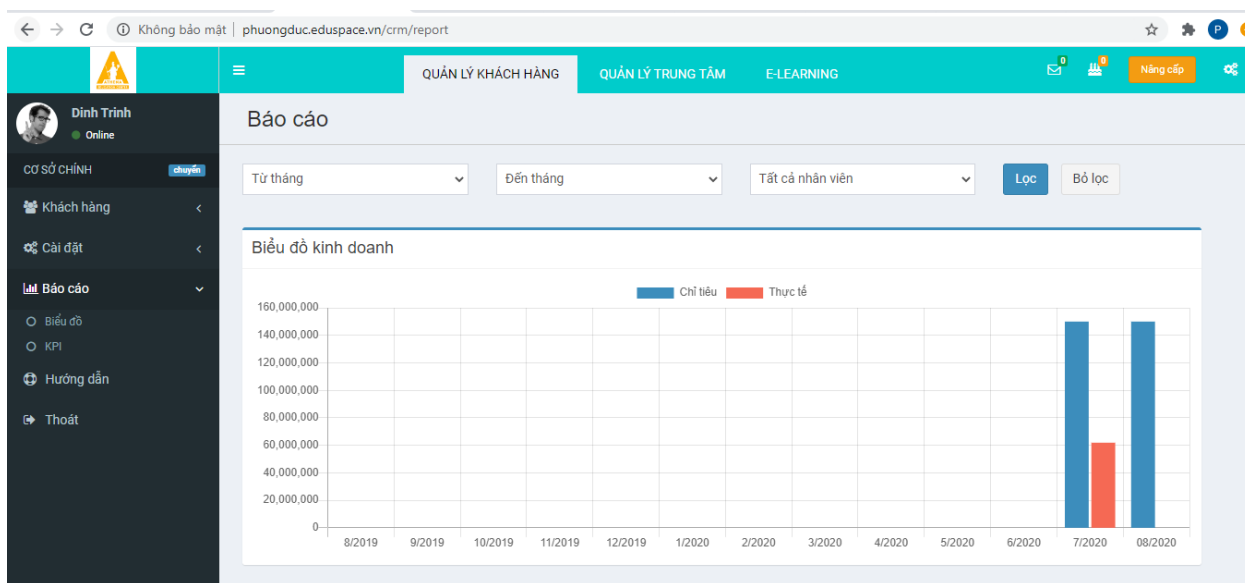 Không bảo mật | phuongduc.eduspace.vn/crm/report
P
QUẢN LÝ KHÁCH HÀNG QUẢN LÝ TRUNG TÂM E-LEARNING 0 0 Nâng cấp
Dinh Trinh
Online
CƠ SỞ CHÍNH chuyển
Khách hàng
Cài đặt
Báo cáo
Biểu đồ
KPI
Hướng dẫn
Thoát
Báo cáo
Từ tháng Đến tháng Tất cả nhân viên Lọc Bỏ lọc
Biểu đồ kinh doanh
Chỉ tiêu Thực tế
160,000,000
140,000,000
120,000,000
100,000,000
80,000,000
60,000,000
40,000,000
20,000,000
0
8/2019 9/2019 10/2019 11/2019 12/2019 1/2020 2/2020 3/2020 4/2020 5/2020 6/2020 7/2020 08/2020